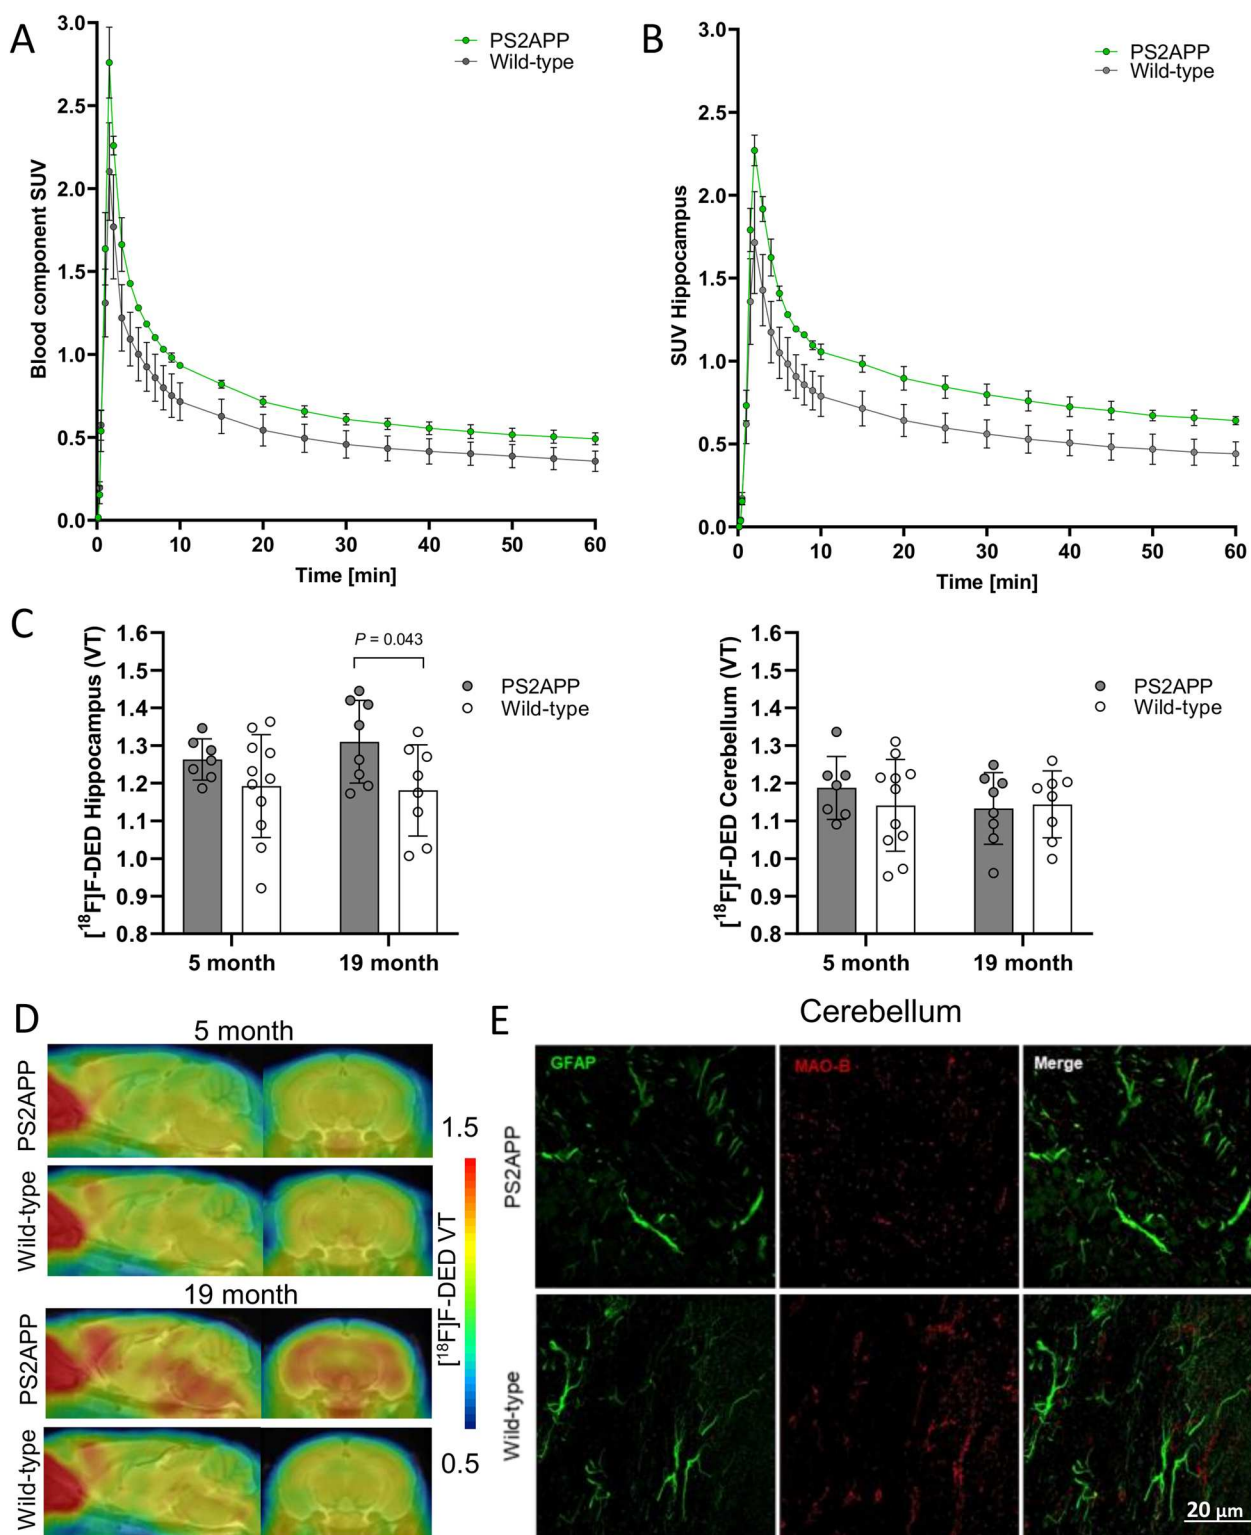 A
3.0
2.5
2.0
1.5
1.0
0.5
0.0
Blood component SUV
0 10 20 30 40 50 60
Time [min]
PS2APP
Wild-type
B
3.0
2.5
2.0
1.5
1.0
0.5
0.0
SUV Hippocampus
0 10 20 30 40 50 60
Time [min]
PS2APP
Wild-type
C
[18F]F-DED Hippocampus (VT)
1.6
1.5
1.4
1.3
1.2
1.1
1.0
0.9
0.8
P = 0.043
PS2APP
Wild-type
5 month 19 month
[18F]F-DED Cerebellum (VT)
1.6
1.5
1.4
1.3
1.2
1.1
1.0
0.9
0.8
PS2APP
Wild-type
5 month 19 month
D
5 month
PS2APP
Wild-type
19 month
PS2APP
Wild-type
1.5
[18F]F-DED VT
0.5
E
Cerebellum
GFAP MAO-B Merge
PS2APP
Wild-type
20 µm